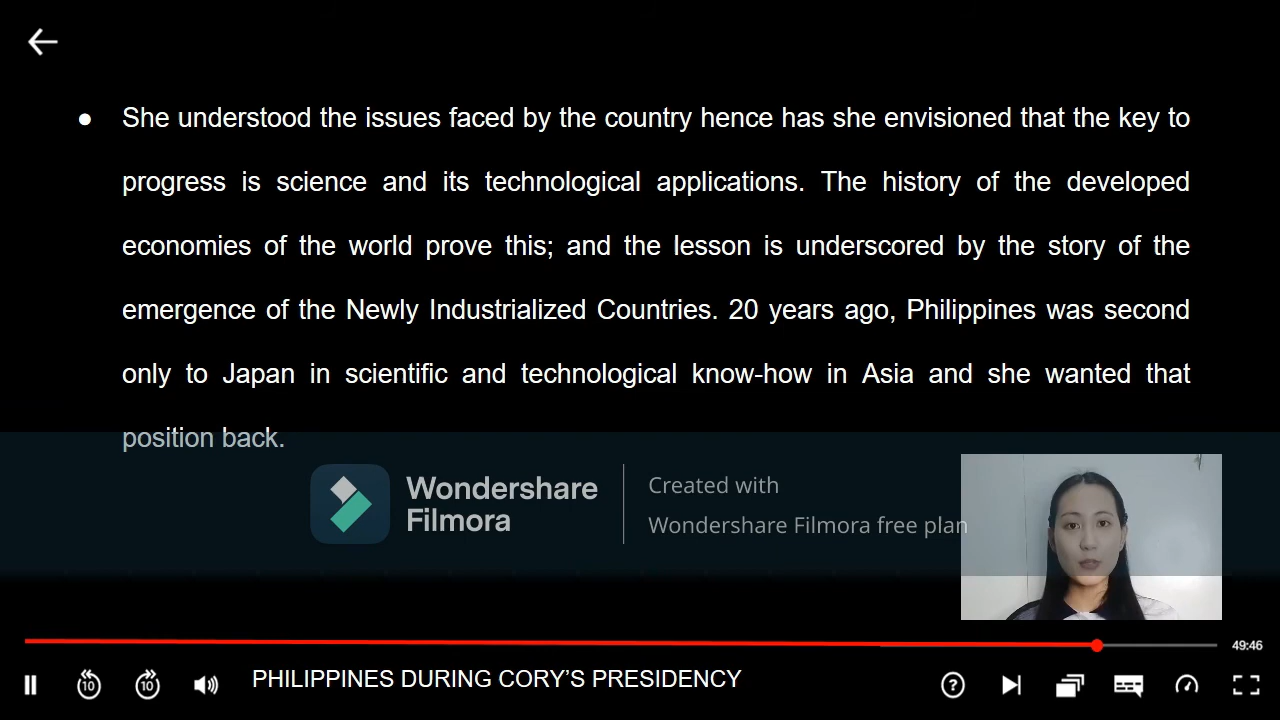 ● She understood the issues faced by the country hence has she envisioned that the key to
progress is science and its technological applications. The history of the developed
economies of the world prove this; and the lesson is underscored by the story of the
emergence of the Newly Industrialized Countries. 20 years ago, Philippines was second
only to Japan in scientific and technological know-how in Asia and she wanted that
position back.
Wondershare
Filmora
Created with
Wondershare Filmora free plan
49:46
10
10
PHILIPPINES DURING CORY’S PRESIDENCY
?